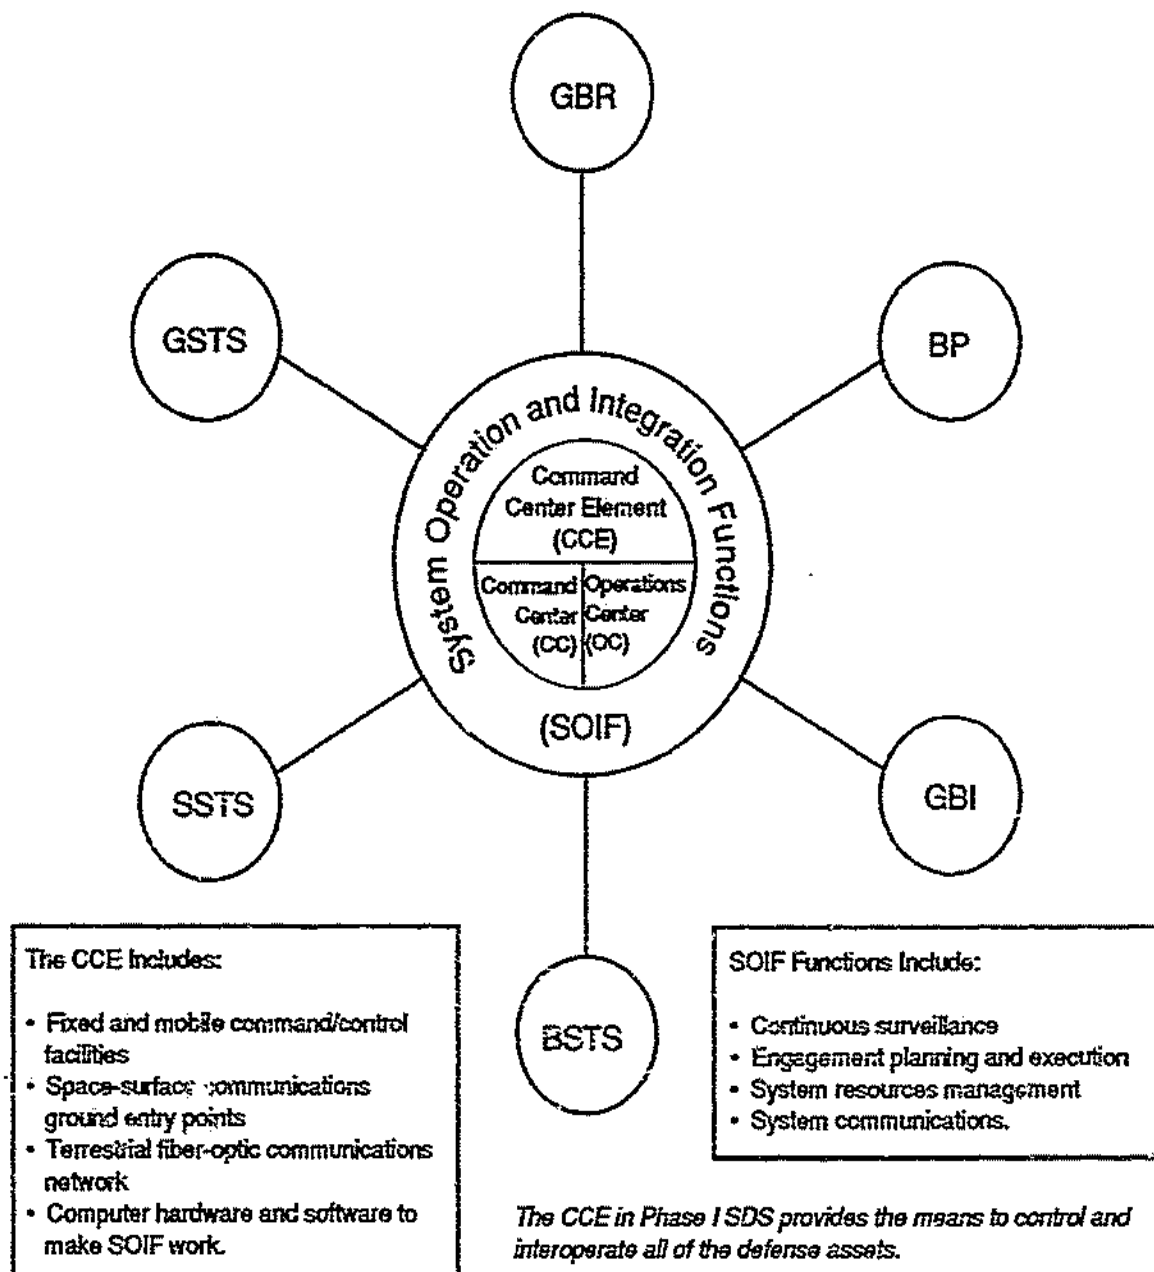 GBR
GSTS
BP
System Operation and Integration Functions
Command
Center Element
(CCE)
Command
Center
(CC)
Operations
Center
(OC)
(SOIF)
SSTS
GBI
BSTS
The CCE Includes:
• Fixed and mobile command/control
facilities
• Space-surface communications
ground entry points
• Terrestrial fiber-optic communications
network
• Computer hardware and software to
make SOIF work.
SOIF Functions Include:
• Continuous surveillance
• Engagement planning and execution
• System resources management
• System communications.
The CCE in Phase I SDS provides the means to control and
interoperate all of the defense assets.